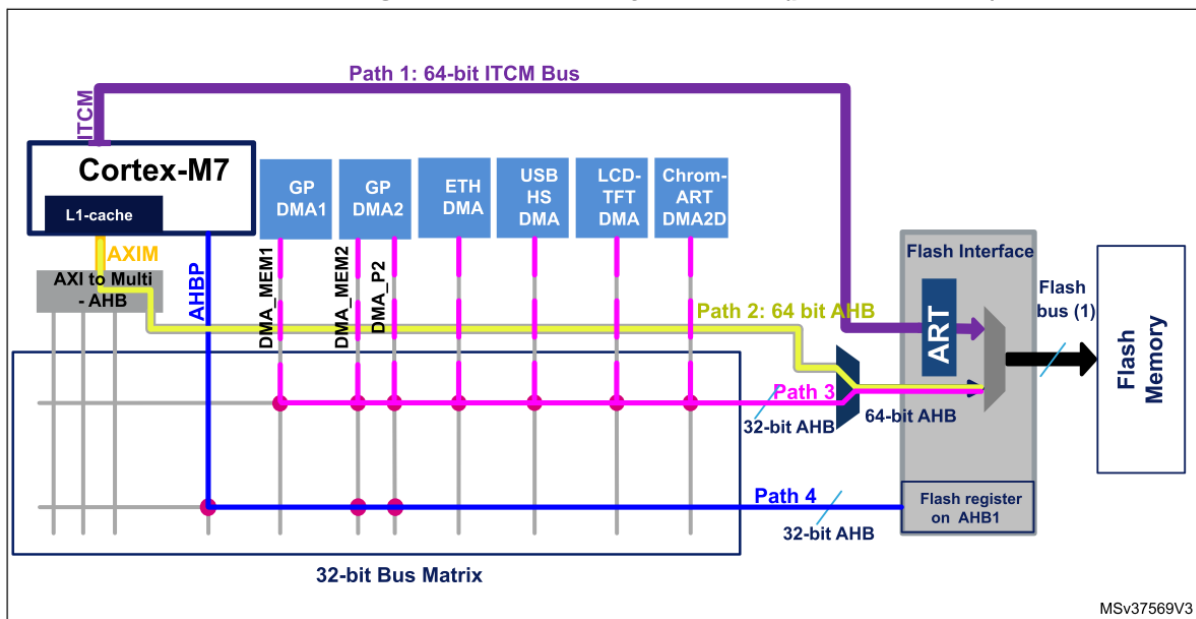 Path 1: 64-bit ITCM Bus
ITCM
Cortex-M7
L1-cache
GP
DMA1
GP
DMA2
ETH
DMA
USB
HS
DMA
LCD-
TFT
DMA
Chrom-
ART
DMA2D
AXIM
AXI to Multi
- AHB
AHBP
DMA_MEM1
DMA_MEM2
DMA_P2
Path 2: 64 bit AHB
Flash Interface
ART
Flash
bus (1)
Flash
Memory
Path 3
32-bit AHB
64-bit AHB
Path 4
32-bit AHB
Flash register
on AHB1
32-bit Bus Matrix
MSv37569V3